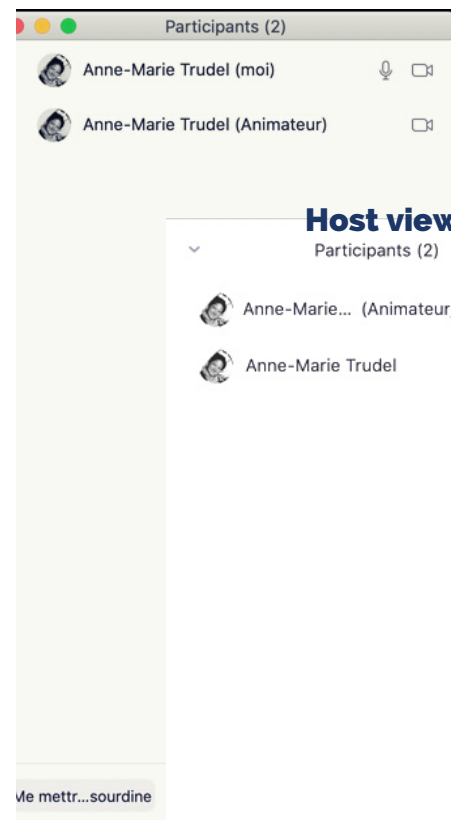 Participants (2)
Anne-Marie Trudel (moi)
Anne-Marie Trudel (Animateur)
Host view
Participants (2)
Anne-Marie... (Animateur,
Anne-Marie Trudel
Me mettr...sourdine